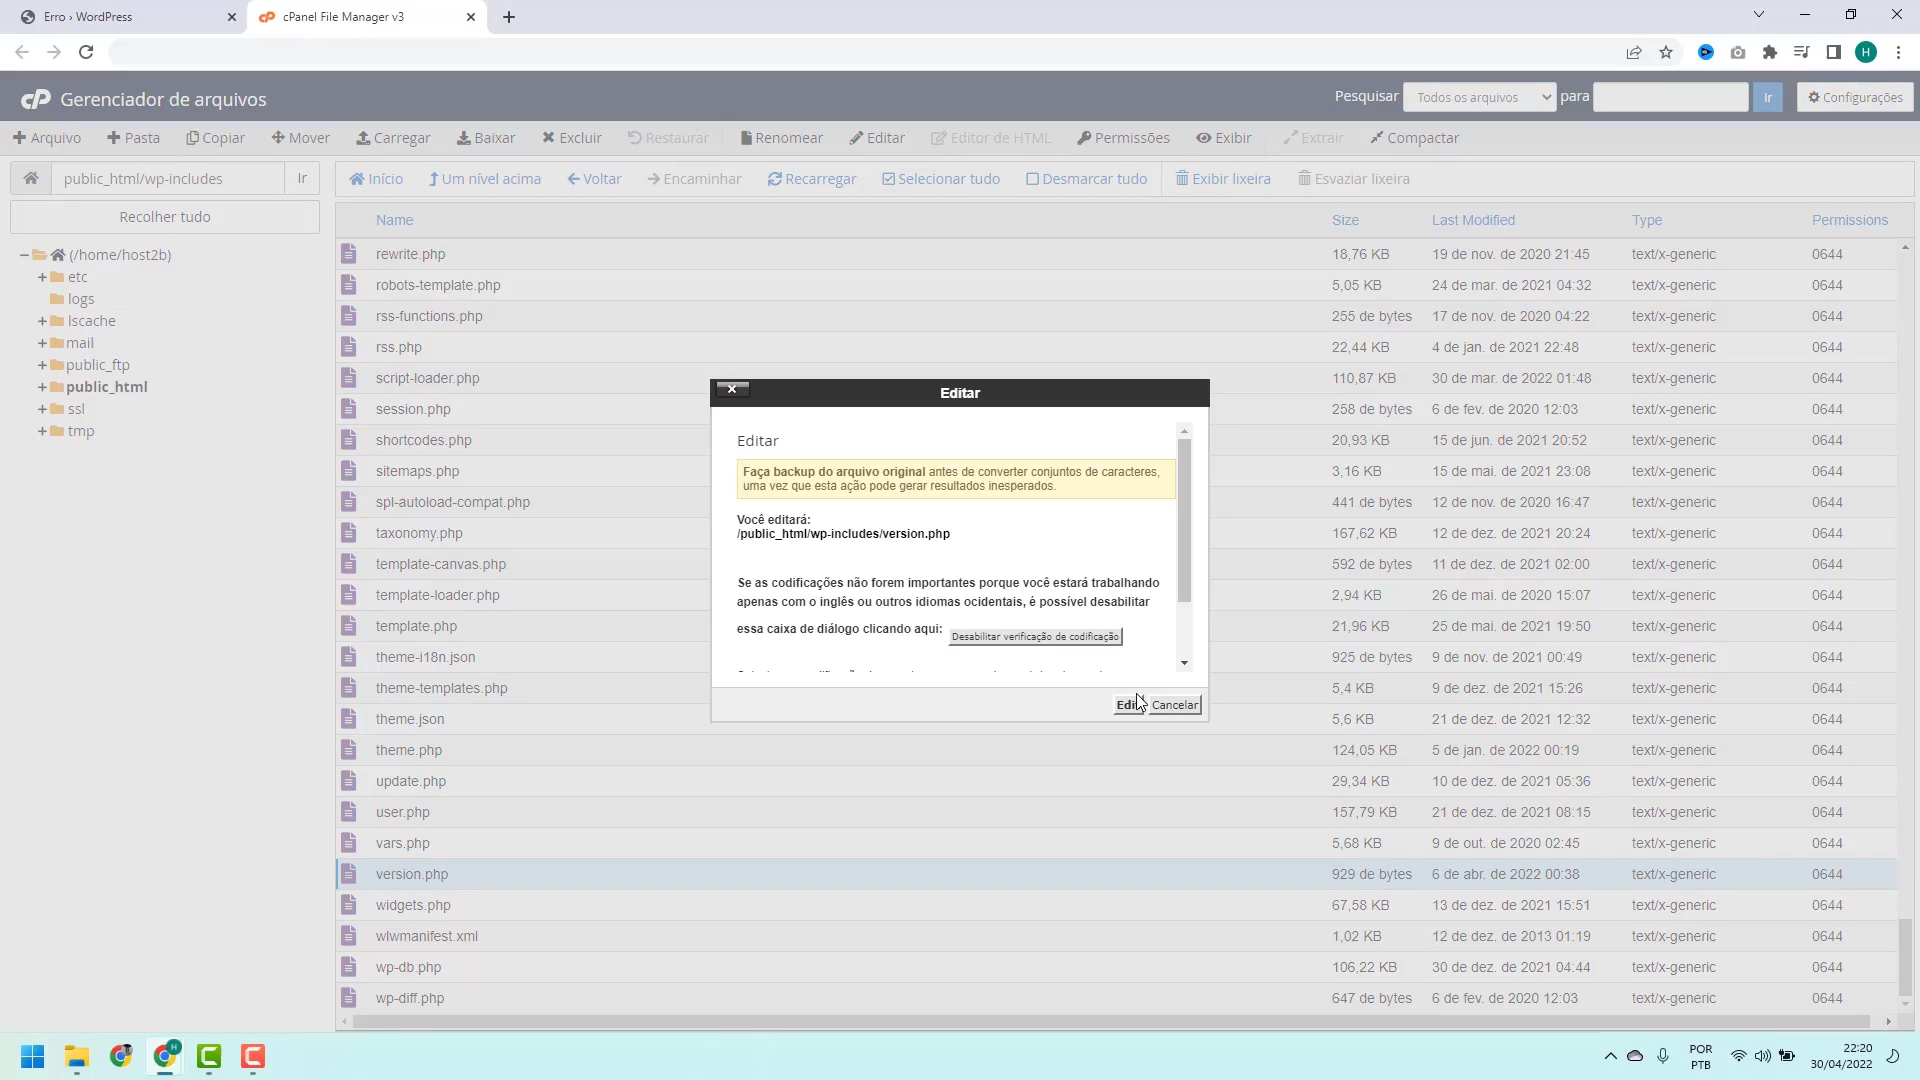 Erro › WordPress
cPanel File Manager v3
H
cP Gerenciador de arquivos
Pesquisar Todos os arquivos para Ir Configurações
Arquivo Pasta Copiar Mover Carregar Baixar Excluir Restaurar Renomear Editar Editor de HTML Permissões Exibir Extrair Compactar
public_html/wp-includes Ir
Início Um nível acima Voltar Encaminhar Recarregar Selecionar tudo Desmarcar tudo Exibir lixeira Esvaziar lixeira
Recolher tudo
(/home/host2b)
etc
logs
lscache
mail
public_ftp
public_html
ssl
tmp
Name Size Last Modified Type Permissions
rewrite.php 18,76 KB 19 de nov. de 2020 21:45 text/x-generic 0644
robots-template.php 5,05 KB 24 de mar. de 2021 04:32 text/x-generic 0644
rss-functions.php 255 de bytes 17 de nov. de 2020 04:22 text/x-generic 0644
rss.php 22,44 KB 4 de jan. de 2021 22:48 text/x-generic 0644
script-loader.php 110,87 KB 30 de mar. de 2022 01:48 text/x-generic 0644
session.php 258 de bytes 6 de fev. de 2020 12:03 text/x-generic 0644
shortcodes.php 20,93 KB 15 de jun. de 2021 20:52 text/x-generic 0644
sitemaps.php 3,16 KB 15 de mai. de 2021 23:08 text/x-generic 0644
spl-autoload-compat.php 441 de bytes 12 de nov. de 2020 16:47 text/x-generic 0644
taxonomy.php 167,62 KB 12 de dez. de 2021 20:24 text/x-generic 0644
template-canvas.php 592 de bytes 11 de dez. de 2021 02:00 text/x-generic 0644
template-loader.php 2,94 KB 26 de mai. de 2020 15:07 text/x-generic 0644
template.php 21,96 KB 25 de mai. de 2021 19:50 text/x-generic 0644
theme-i18n.json 925 de bytes 9 de nov. de 2021 00:49 text/x-generic 0644
theme-templates.php 5,4 KB 9 de dez. de 2021 15:26 text/x-generic 0644
theme.json 5,6 KB 21 de dez. de 2021 12:32 text/x-generic 0644
theme.php 124,05 KB 5 de jan. de 2022 00:19 text/x-generic 0644
update.php 29,34 KB 10 de dez. de 2021 05:36 text/x-generic 0644
user.php 157,79 KB 21 de dez. de 2021 08:15 text/x-generic 0644
vars.php 5,68 KB 9 de out. de 2020 02:45 text/x-generic 0644
version.php 929 de bytes 6 de abr. de 2022 00:38 text/x-generic 0644
widgets.php 67,58 KB 13 de dez. de 2021 15:51 text/x-generic 0644
wlwmanifest.xml 1,02 KB 12 de dez. de 2013 01:19 text/x-generic 0644
wp-db.php 106,22 KB 30 de dez. de 2021 04:44 text/x-generic 0644
wp-diff.php 647 de bytes 6 de fev. de 2020 12:03 text/x-generic 0644
Editar
Editar
Faça backup do arquivo original antes de converter conjuntos de caracteres,
uma vez que esta ação pode gerar resultados inesperados.
Você editará:
/public_html/wp-includes/version.php
Se as codificações não forem importantes porque você estará trabalhando
apenas com o inglês ou outros idiomas ocidentais, é possível desabilitar
essa caixa de diálogo clicando aqui: Desabilitar verificação de codificação
Edi Cancelar
H
POR
PTB
22:20
30/04/2022